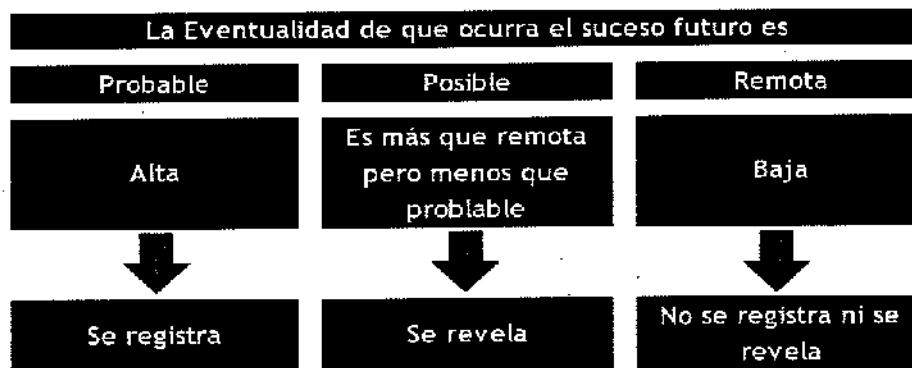 La Eventualidad de que ocurra el suceso futuro es
Probable
Posible
Remota
Alta
Es más que remota
pero menos que
problable
Baja
Se registra
Se revela
No se registra ni se
revela